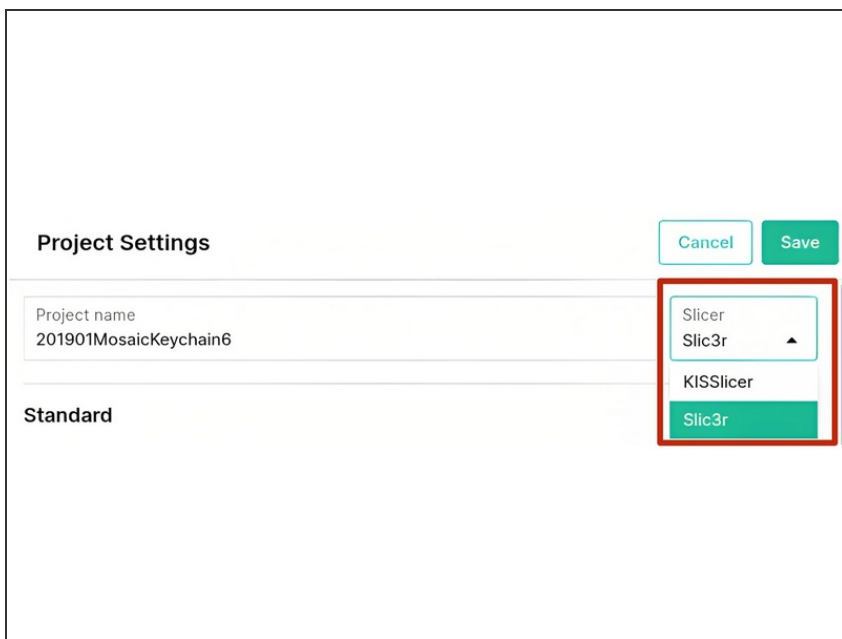 Project Settings
Cancel
Save
Project name
201901MosaicKeychain6
Slicer
Slic3r
KISSlicer
Slic3r
Standard